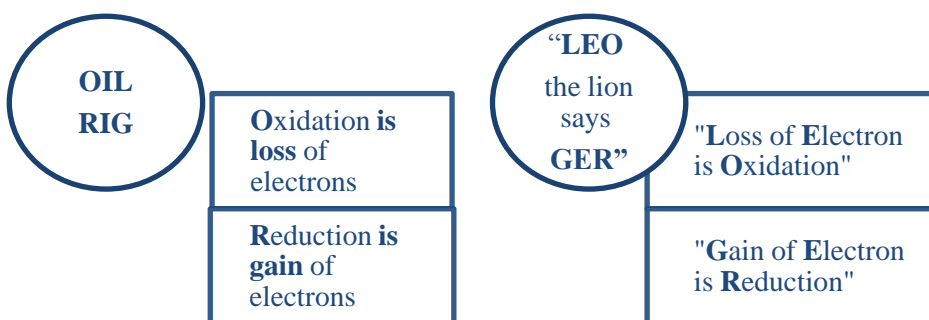 OIL
RIG
Oxidation is
loss of
electrons
Reduction is
gain of
electrons
“LEO
the lion
says
GER”
"Loss of Electron
is Oxidation"
"Gain of Electron
is Reduction"